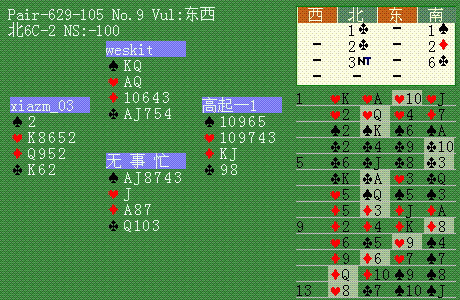 Pair-629-105 No.9 Vul:东西
北6C-2 NS:-100
西 北 东 南
1♣ – 1♠
– 2♣ – 2♦
– 3NT – 6♣
– – –
weskit
♠KQ
♥AQ
♦10643
♣AJ754
xiazm_03
♠2
♥K8652
♦Q952
♣K62
高起一1
♠10965
♥109743
♦KJ
♣98
无事忙
♠AJ8743
♥J
♦A87
♣Q103
1 ♥K ♥A ♥10 ♥J
♥2 ♥Q ♥4 ♦7
♠2 ♠K ♠6 ♠A
♣2 ♣4 ♣9 ♣10
5 ♣6 ♣J ♣8 ♣3
♣K ♣A ♥3 ♣Q
♥5 ♠Q ♠5 ♠3
♦5 ♦3 ♦J ♦A
9 ♦2 ♦4 ♦K ♦8
♥6 ♣5 ♥9 ♠4
♦9 ♦6 ♥7 ♠7
♦Q ♦10 ♠9 ♠8
13 ♥8 ♣7 ♠10 ♠J